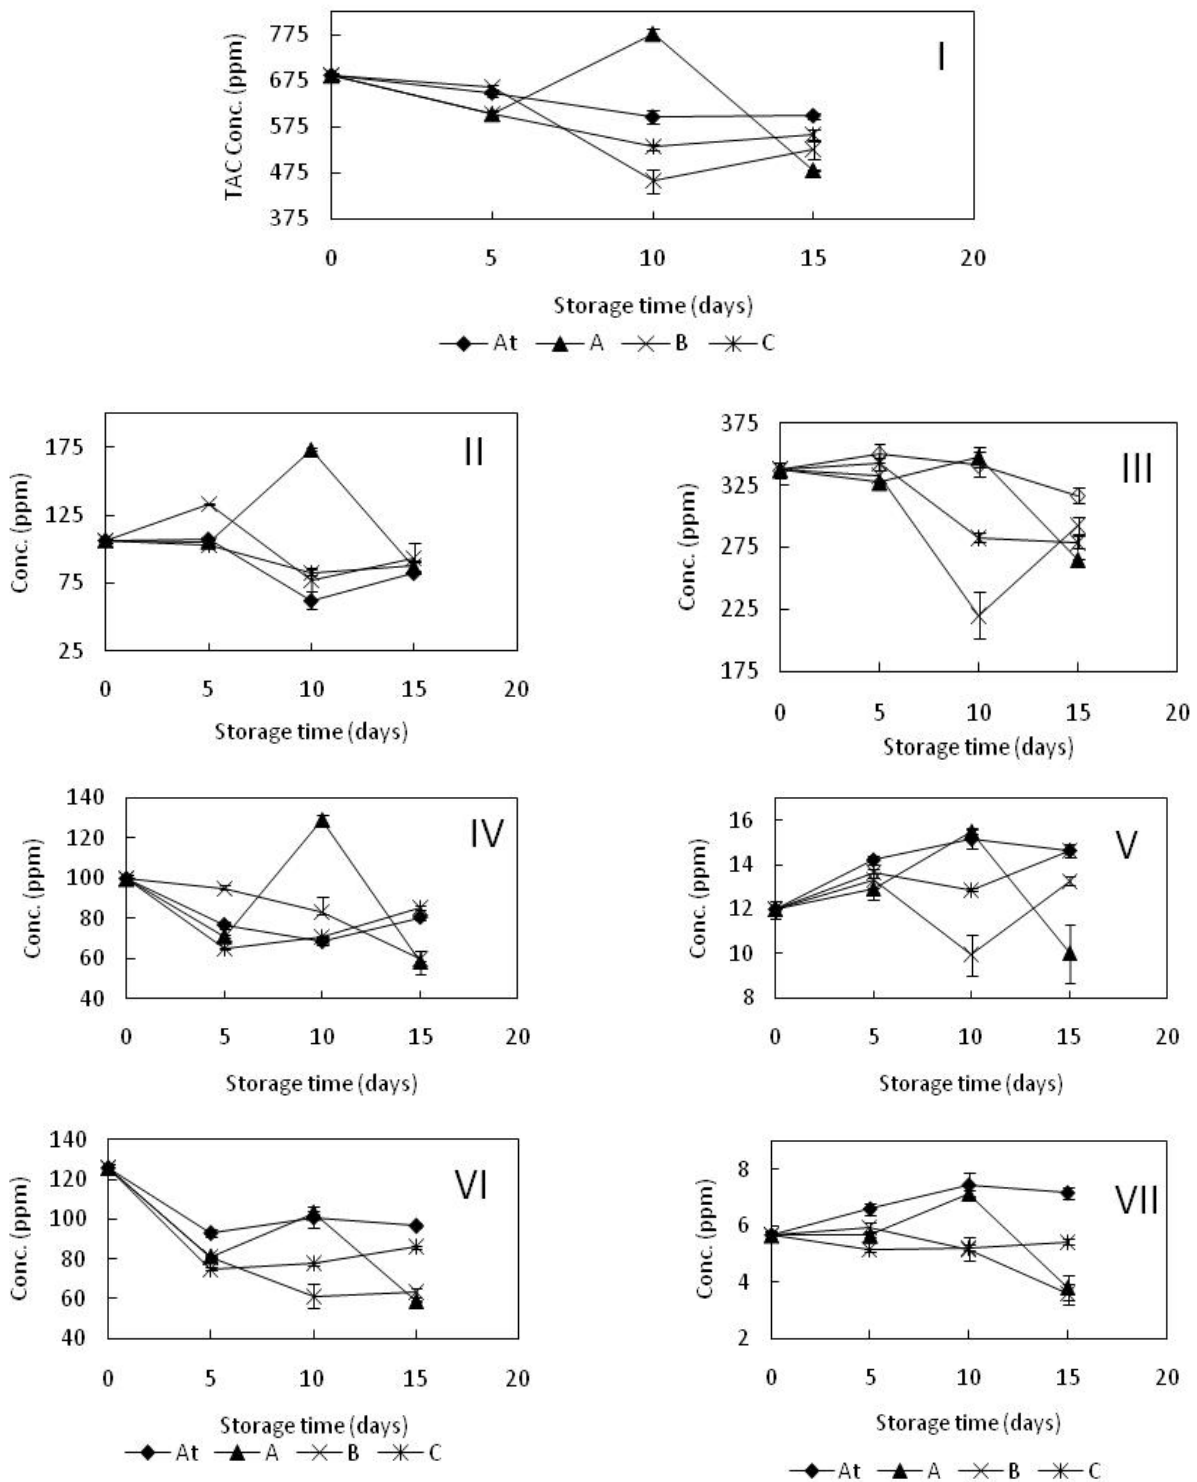 775
675
575
475
375
TAC Conc. (ppm)
I
0 5 10 15 20
Storage time (days)
At A B C
175
125
75
25
Conc. (ppm)
II
0 5 10 15 20
Storage time (days)
375
325
275
225
175
Conc. (ppm)
III
0 5 10 15 20
Storage time (days)
140
120
100
80
60
40
Conc. (ppm)
IV
0 5 10 15 20
Storage time (days)
16
14
12
10
8
Conc. (ppm)
V
0 5 10 15 20
Storage time (days)
140
120
100
80
60
40
Conc. (ppm)
VI
0 5 10 15 20
Storage time (days)
At A B C
8
6
4
2
Conc. (ppm)
VII
0 5 10 15 20
Storage time (days)
At A B C